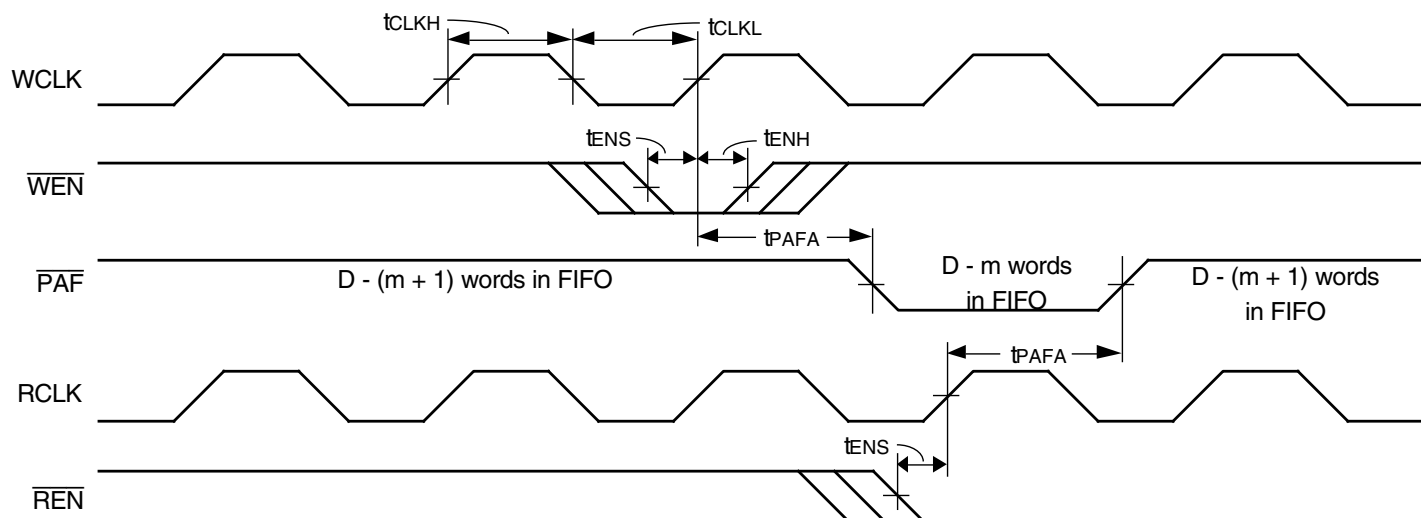 tCLKH
tCLKL
WCLK
tENS
tENH
WEN
tPAFA
PAF
D - (m + 1) words in FIFO
D - m words
in FIFO
D - (m + 1) words
in FIFO
tPAFA
RCLK
tENS
REN